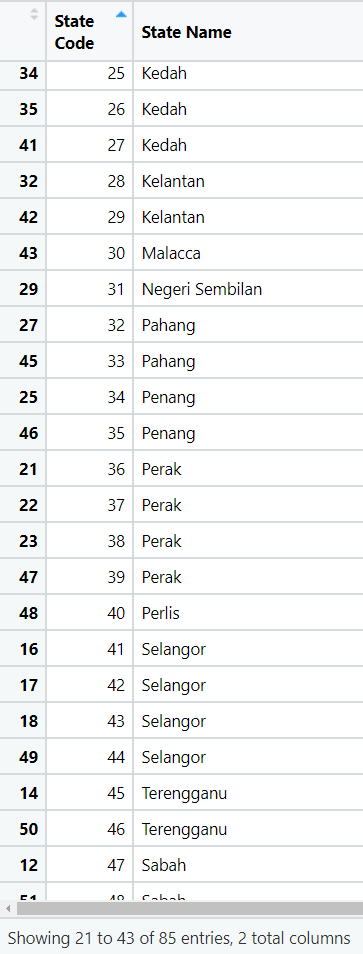 State Code State Name
34 25 Kedah
35 26 Kedah
41 27 Kedah
32 28 Kelantan
42 29 Kelantan
43 30 Malacca
29 31 Negeri Sembilan
27 32 Pahang
45 33 Pahang
25 34 Penang
46 35 Penang
21 36 Perak
22 37 Perak
23 38 Perak
47 39 Perak
48 40 Perlis
16 41 Selangor
17 42 Selangor
18 43 Selangor
49 44 Selangor
14 45 Terengganu
50 46 Terengganu
12 47 Sabah
51 48 Sabah
Showing 21 to 43 of 85 entries, 2 total columns